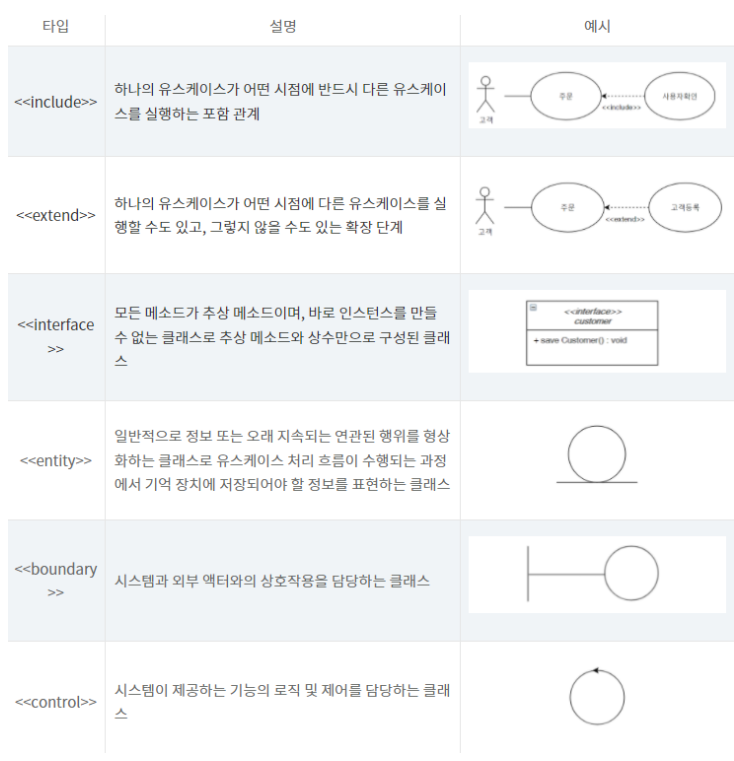 타입 설명 예시
<<include>>
하나의 유스케이스가 어떤 시점에 반드시 다른 유스케이
스를 실행하는 포함 관계
고객
주문
<<include>>
사용자확인
<<extend>>
하나의 유스케이스가 어떤 시점에 다른 유스케이스를 실
행할 수도 있고, 그렇지 않을 수도 있는 확장 단계
고객
주문
<<extend>>
고객등록
<<interface
>>
모든 메소드가 추상 메소드이며, 바로 인스턴스를 만들
수 없는 클래스로 추상 메소드와 상수만으로 구성된 클래
스
<<interface>>
customer
+ save Customer() : void
<<entity>>
일반적으로 정보 또는 오래 지속되는 연관된 행위를 형상
화하는 클래스로 유스케이스 처리 흐름이 수행되는 과정
에서 기억 장치에 저장되어야 할 정보를 표현하는 클래스
<<boundary
>>
시스템과 외부 액터와의 상호작용을 담당하는 클래스
<<control>>
시스템이 제공하는 기능의 로직 및 제어를 담당하는 클래
스